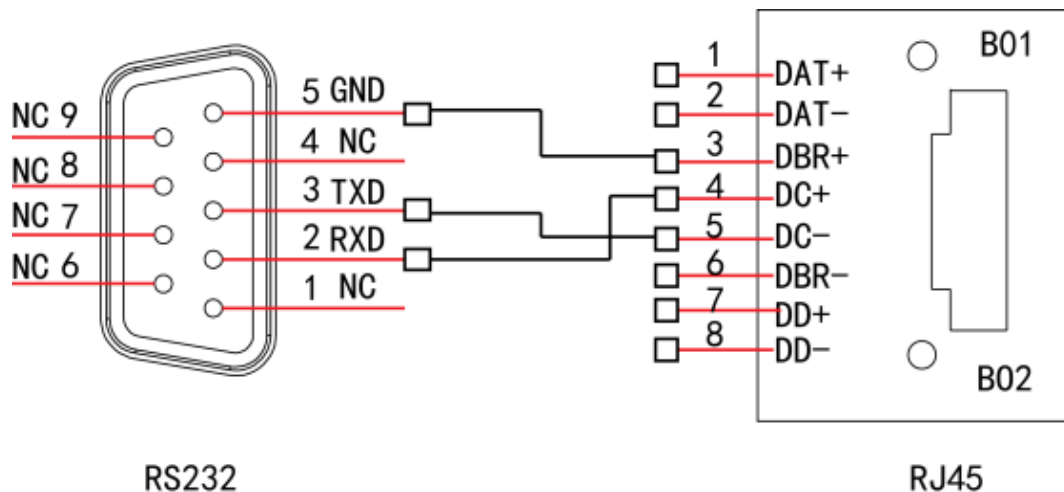 NC 9
NC 8
NC 7
NC 6
5 GND
4 NC
3 TXD
2 RXD
1 NC
RS232
1 DAT+
2 DAT-
3 DBR+
4 DC+
5 DC-
6 DBR-
7 DD+
8 DD-
B01
B02
RJ45